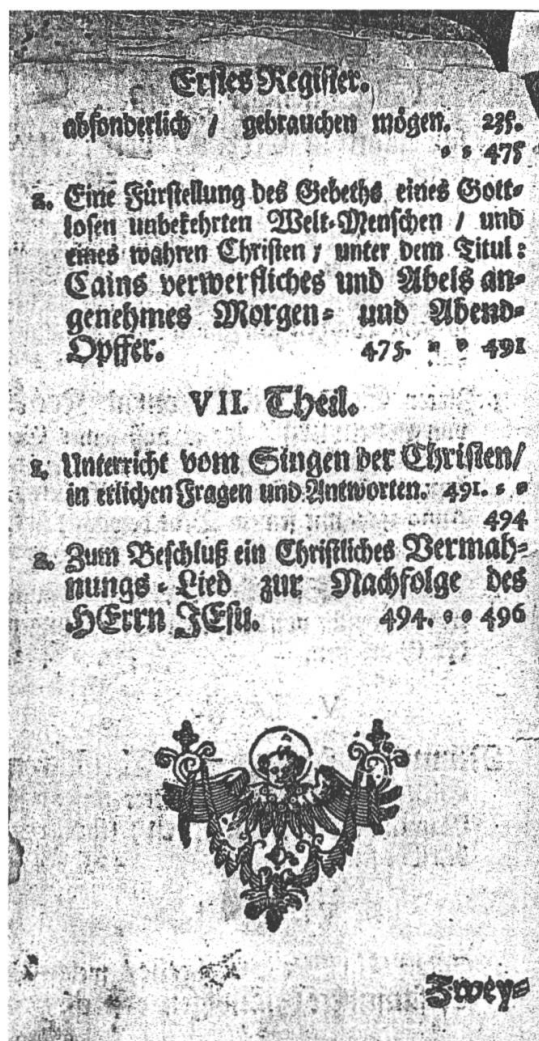 Erstes Register.
absonderlich / gebrauchen mögen. 235.
= = 475
2. Eine Fürstellung des Gebeths eines Gott=
losen unbekehrten Welt=Menschen / und
eines wahren Christen / unter dem Titul:
Cains verwerfliches und Abels an=
genehmes Morgen= und Abend=
Opffer. 475. = = 491
VII. Theil.
1. Unterricht vom Singen der Christen/
in etlichen Fragen und Antworten. 491. = =
494
2. Zum Beschluß ein Christliches Vermah=
nungs=Lied zur Nachfolge des
HErrn JEsu. 494. = = 496
Zwey=